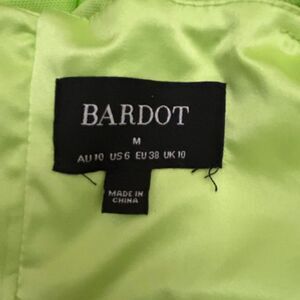 BARDOT
M
AU 10 US 6 EU 38 UK 10
MADE IN
CHINA